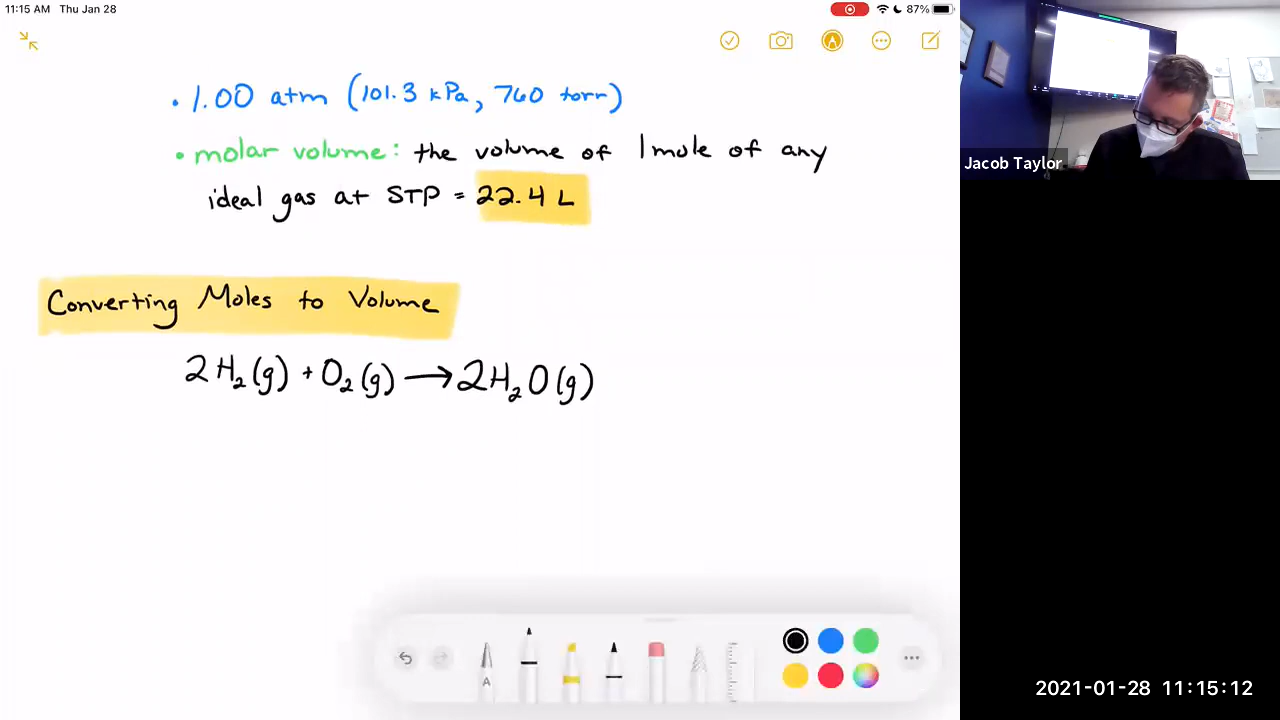 11:15 AM Thu Jan 28
87%
• 1.00 atm (101.3 kPa, 760 torr)
• molar volume: the volume of 1 mole of any
ideal gas at STP = 22.4 L
Converting Moles to Volume
2H₂(g) + O₂(g) → 2H₂O(g)
A
Jacob Taylor
2021-01-28 11:15:12